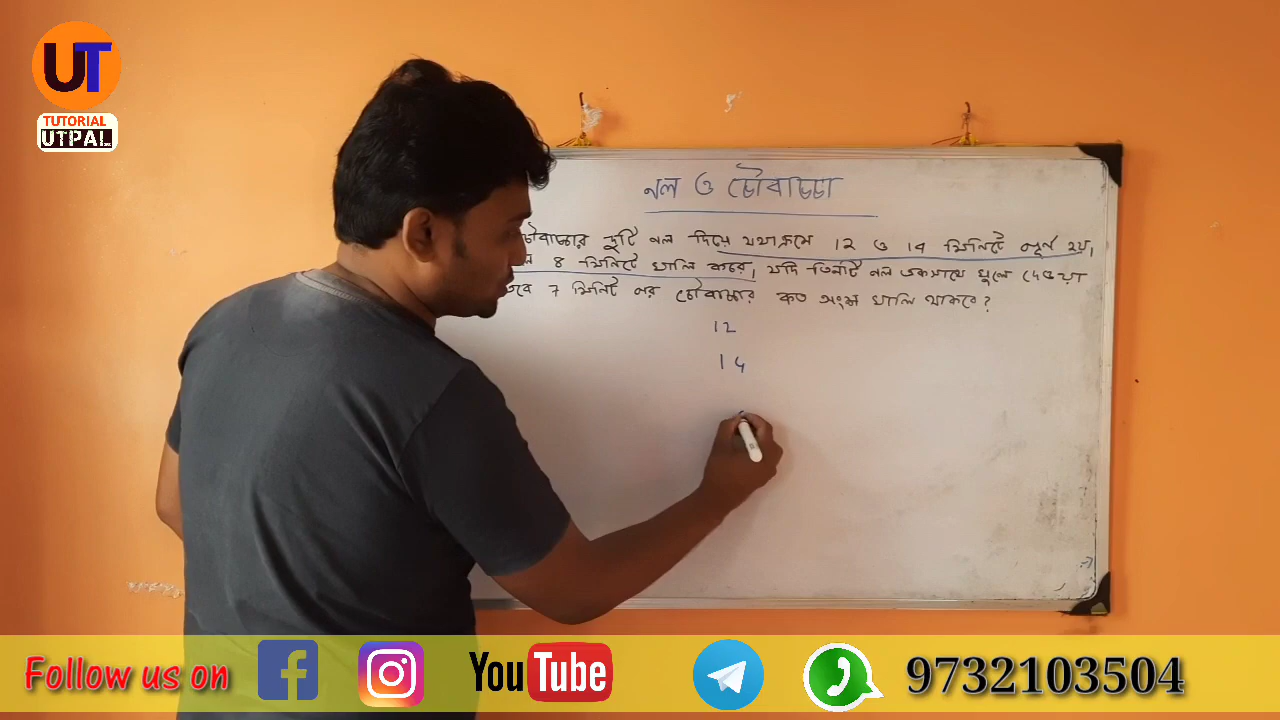 UT
TUTORIAL
UTPAL
নল ও চৌবাচ্চা
চৌবাচ্চার দুটি নল দিয়ে যথাক্রমে 12 ও 14 মিনিটে পূর্ণ হয়,
8 মিনিটে খালি করে, যদি তিনটি নল একসাথে খুলে দেওয়া
তবে 7 মিনিট পর চৌবাচ্চার কত অংশ খালি থাকবে?
12
14
Follow us on f YouTube 9732103504